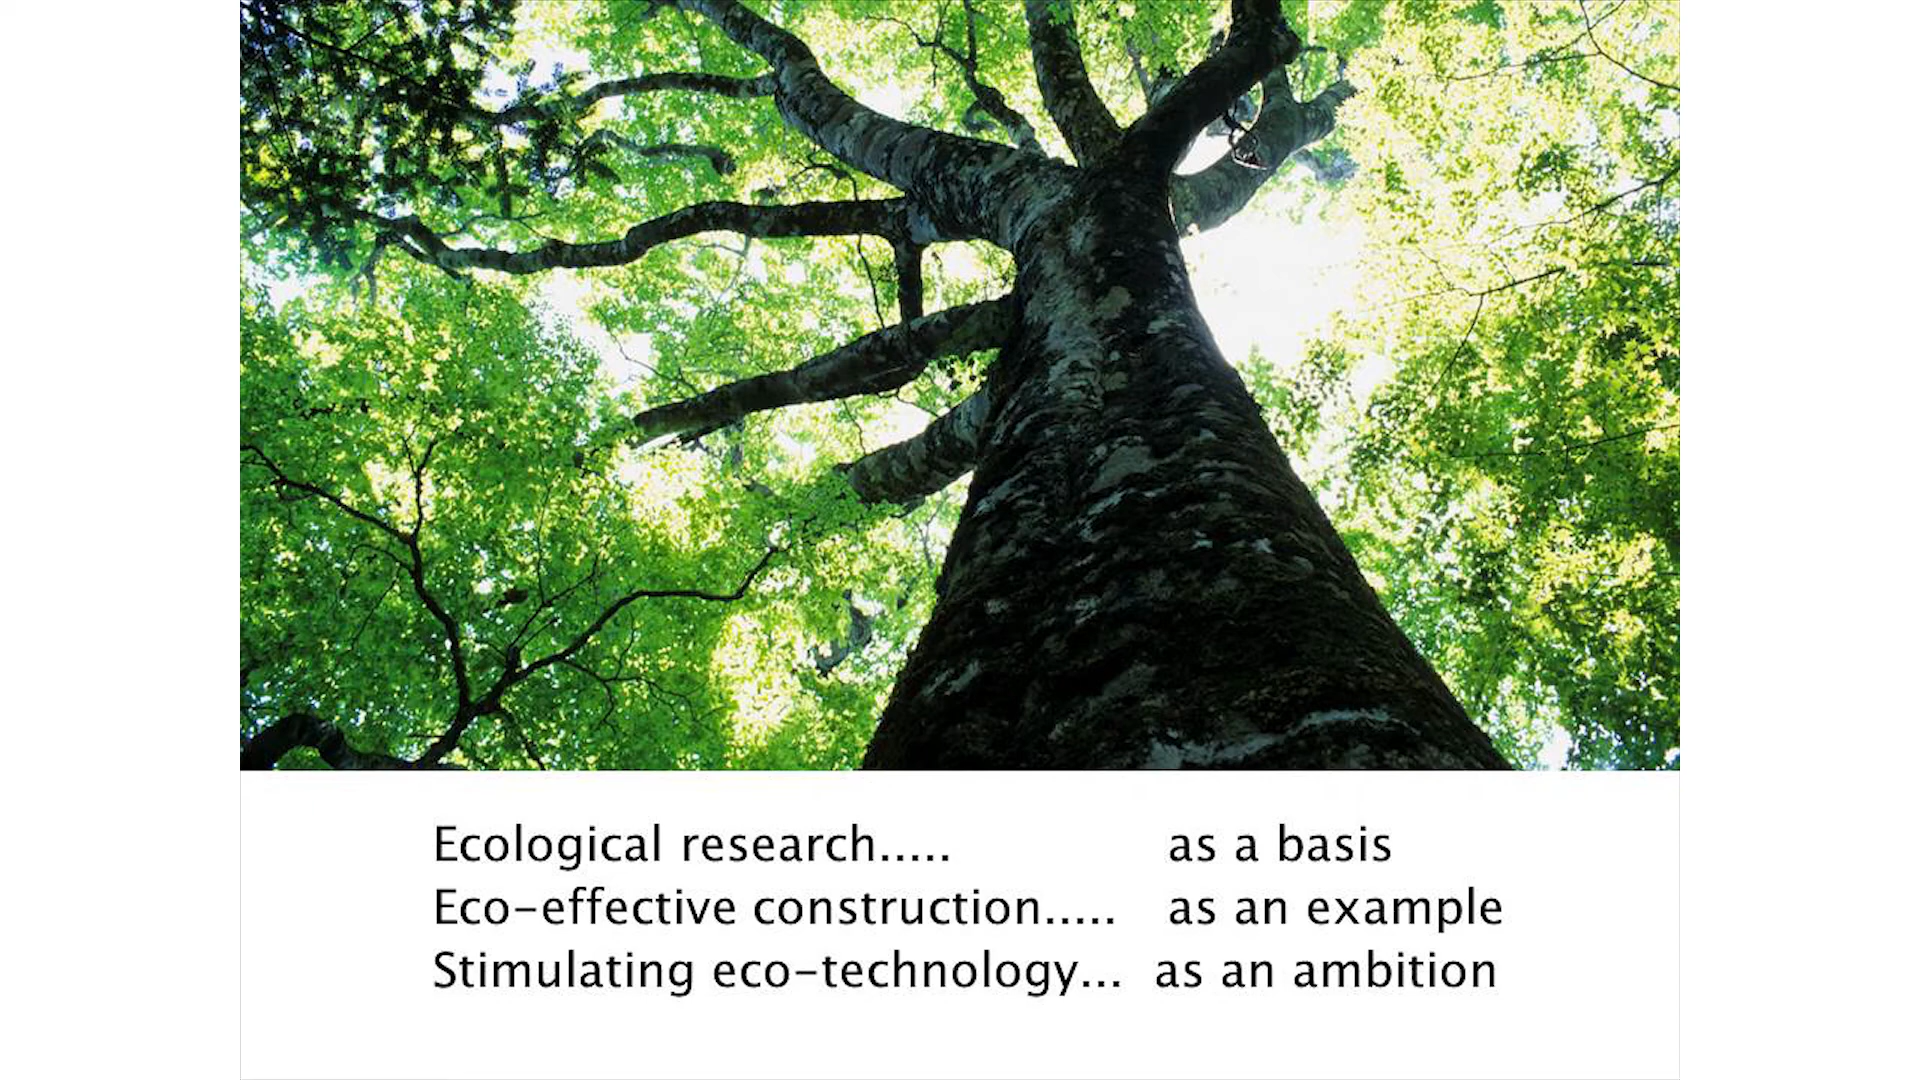 Ecological research..... as a basis
Eco-effective construction..... as an example
Stimulating eco-technology... as an ambition